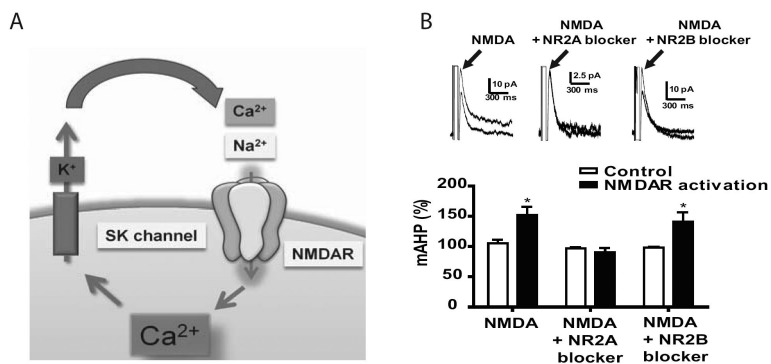 A
Ca2+
Na2+
K+
SK channel
NMDAR
Ca2+
B
NMDA
NMDA
+ NR2A blocker
NMDA
+ NR2B blocker
10 pA
300 ms
2.5 pA
300 ms
10 pA
300 ms
Control
NMDAR activation
mAHP (%)
200
150
100
50
0
*
*
NMDA
NMDA
+ NR2A
blocker
NMDA
+ NR2B
blocker